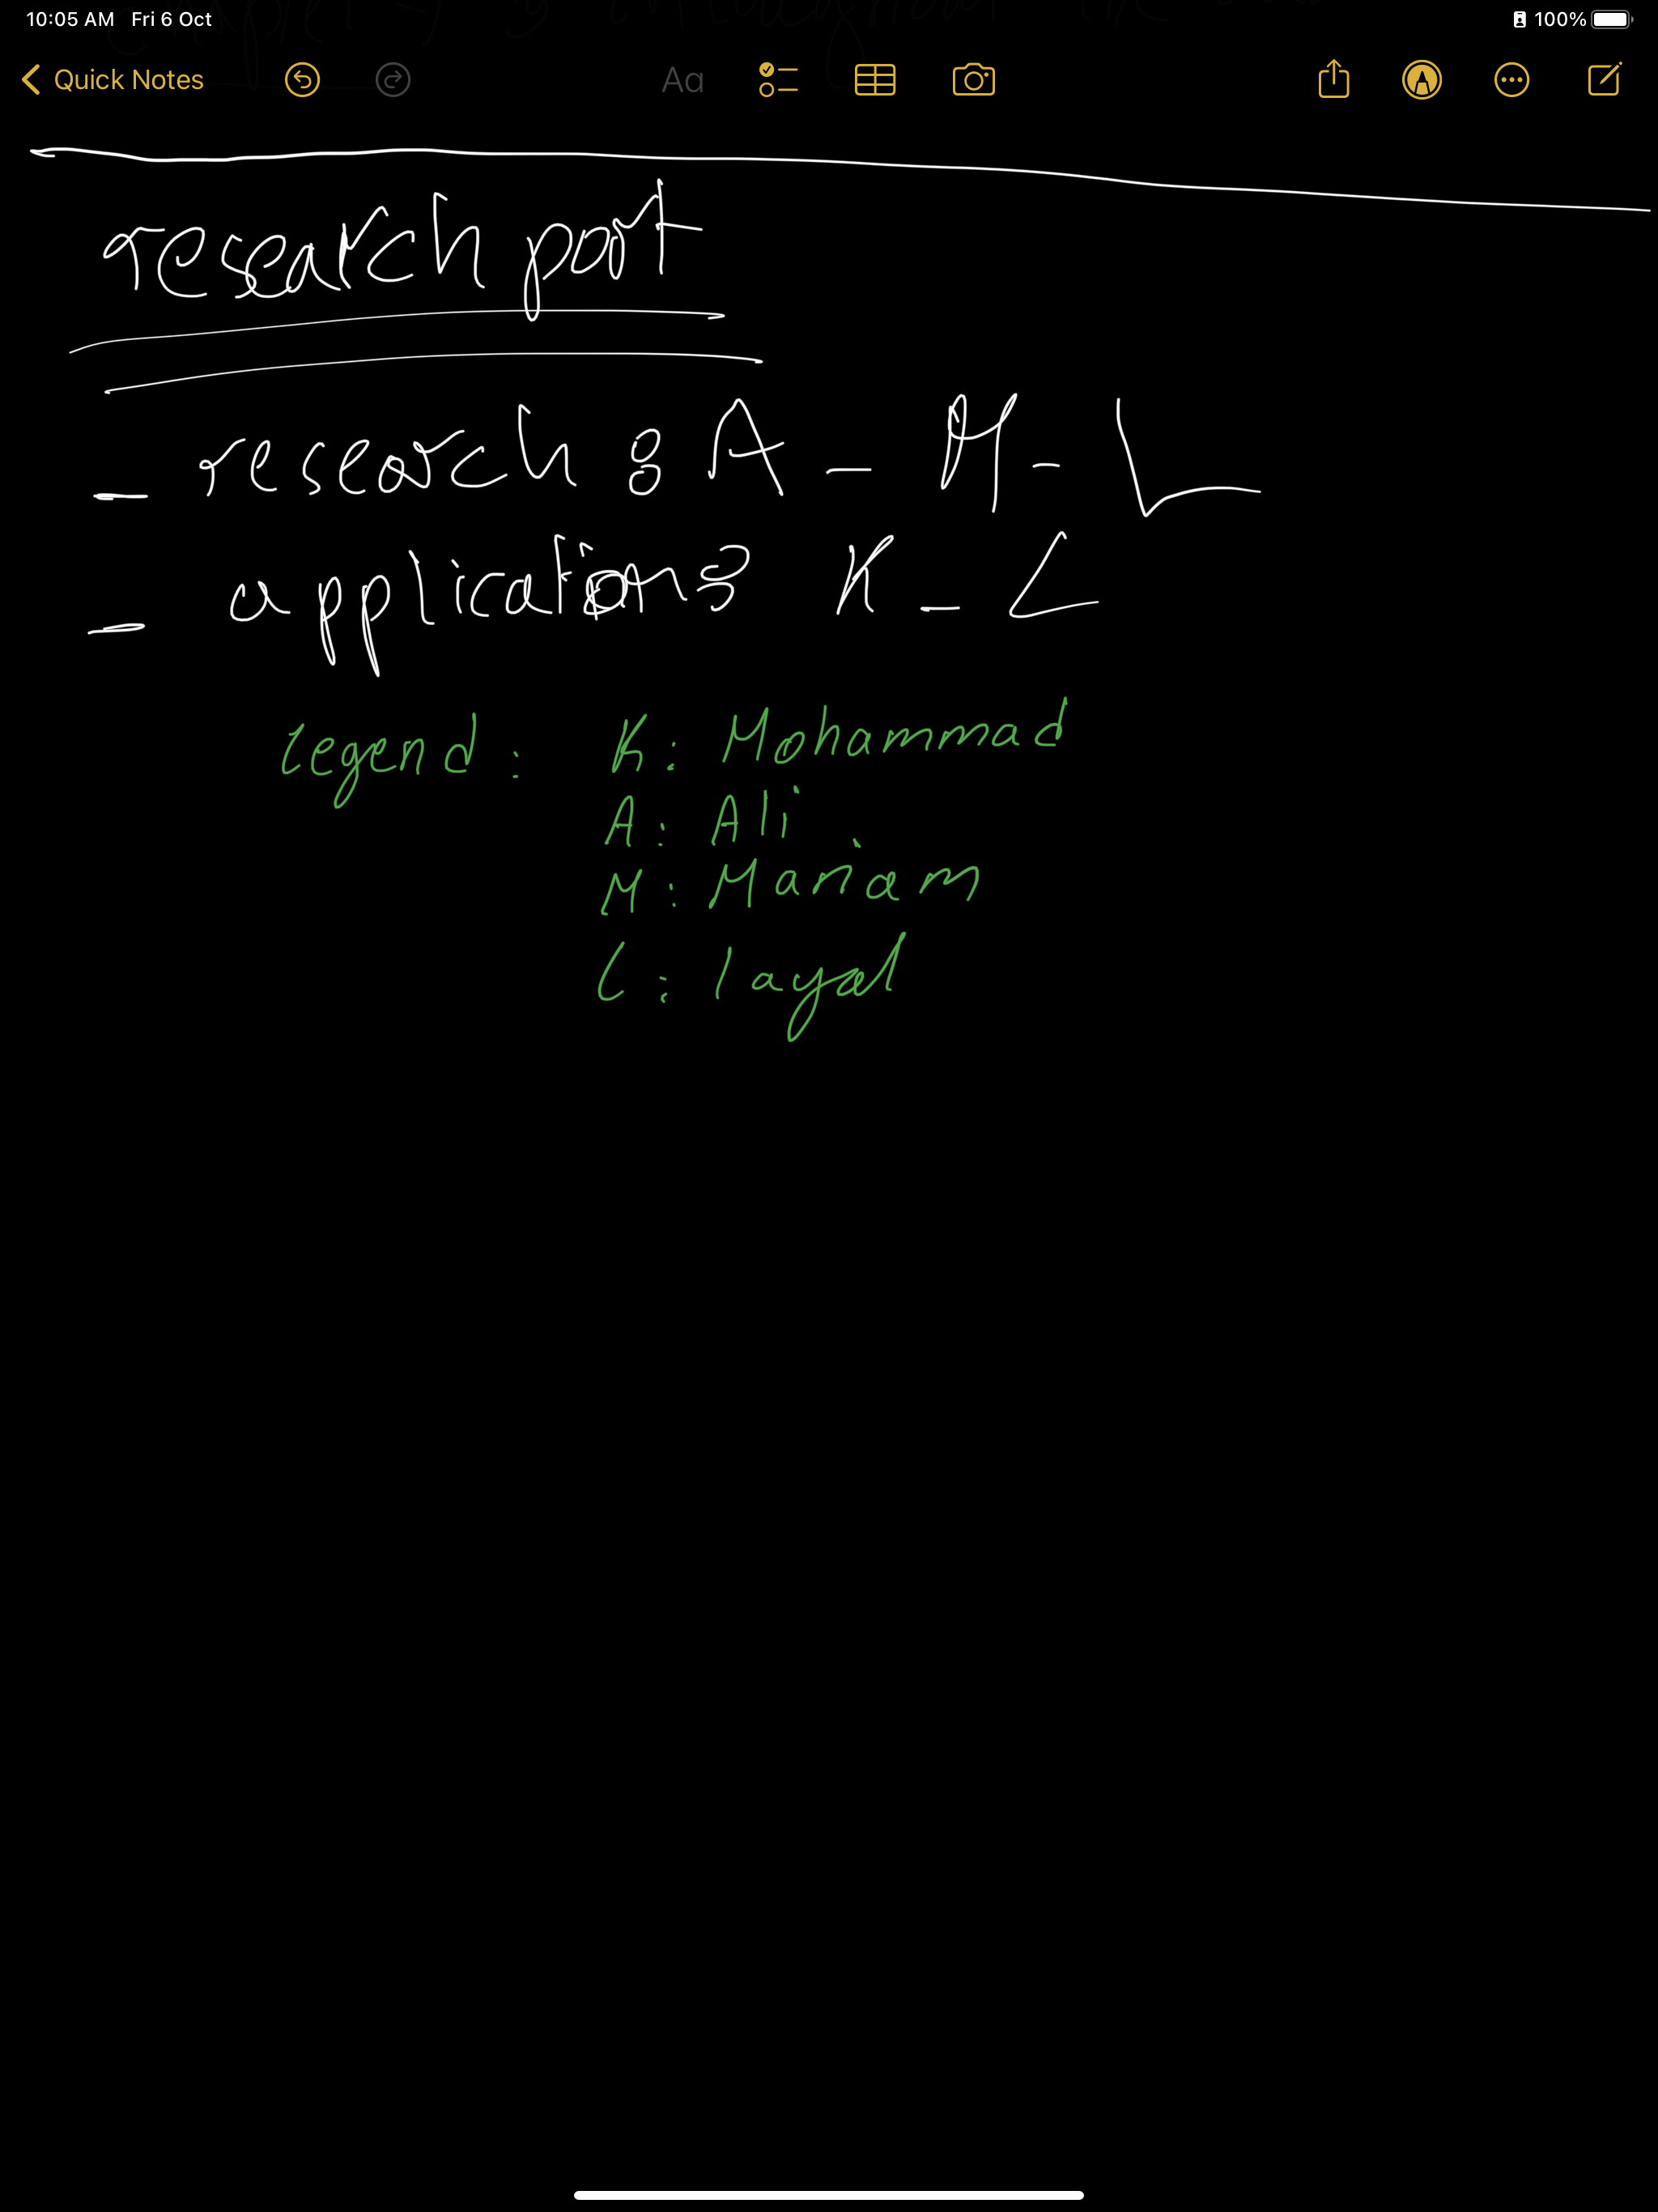 10:05 AM Fri 6 Oct 100%
Quick Notes Aa
research part
- research : A - M - L
- applications : K - L
legend : K : Mohammad
A : Ali
M : Mariam
L : layal